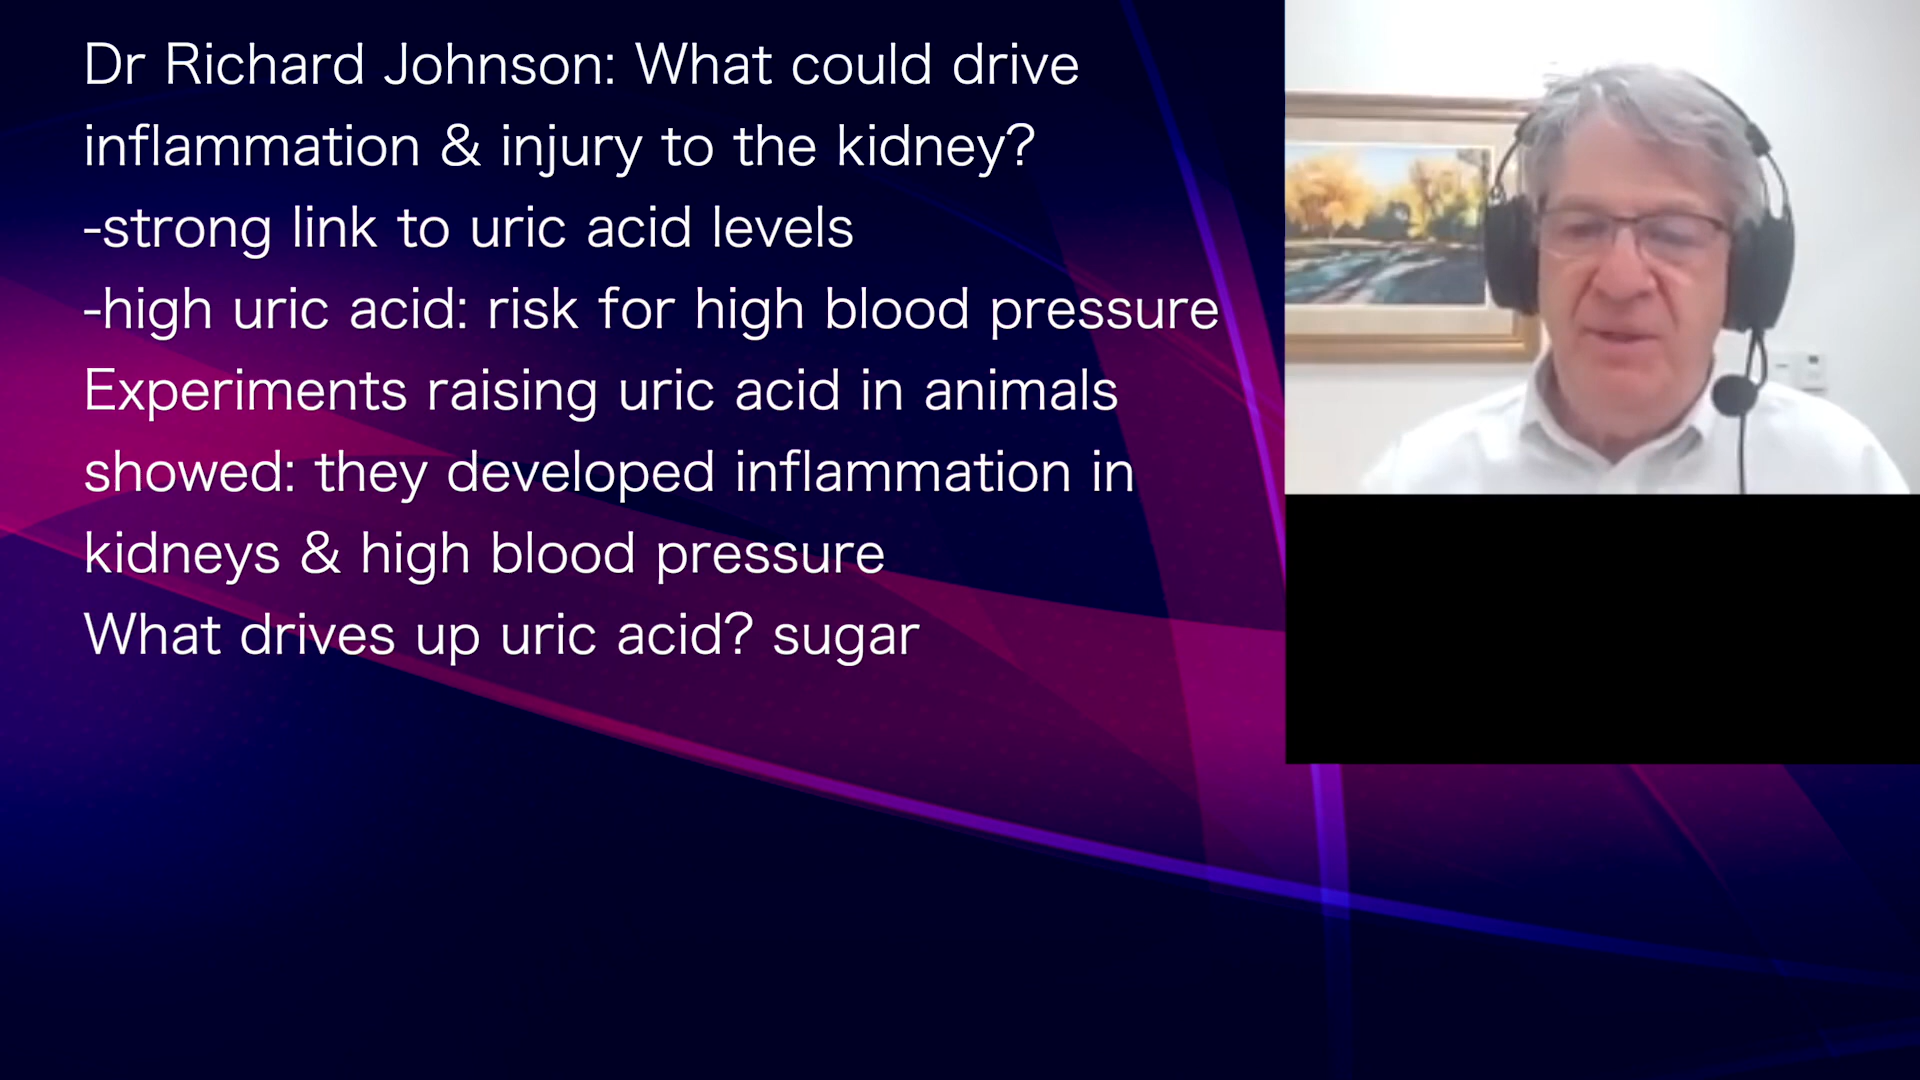 Dr Richard Johnson: What could drive
inflammation & injury to the kidney?
-strong link to uric acid levels
-high uric acid: risk for high blood pressure
Experiments raising uric acid in animals
showed: they developed inflammation in
kidneys & high blood pressure
What drives up uric acid? sugar